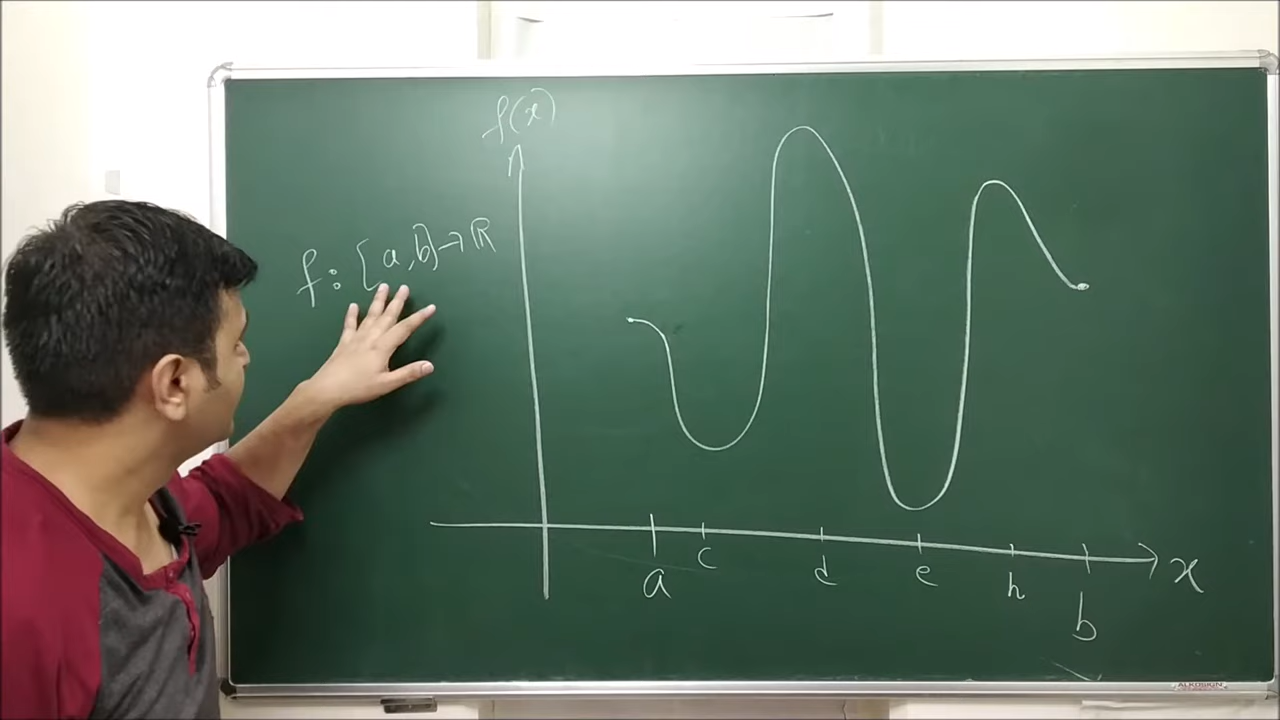 f(x)
f: [a, b] → ℝ
a c d e h b x